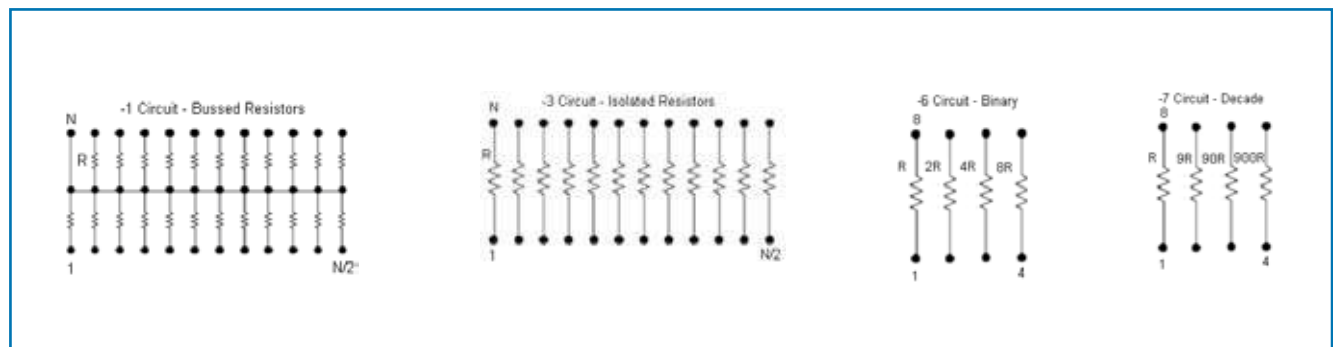 -1 Circuit - Bussed Resistors
N
R
1
N/2
-3 Circuit - Isolated Resistors
N
R
1
N/2
-6 Circuit - Binary
8
R 2R 4R 8R
1 4
-7 Circuit - Decade
8
R 9R 90R 900R
1 4